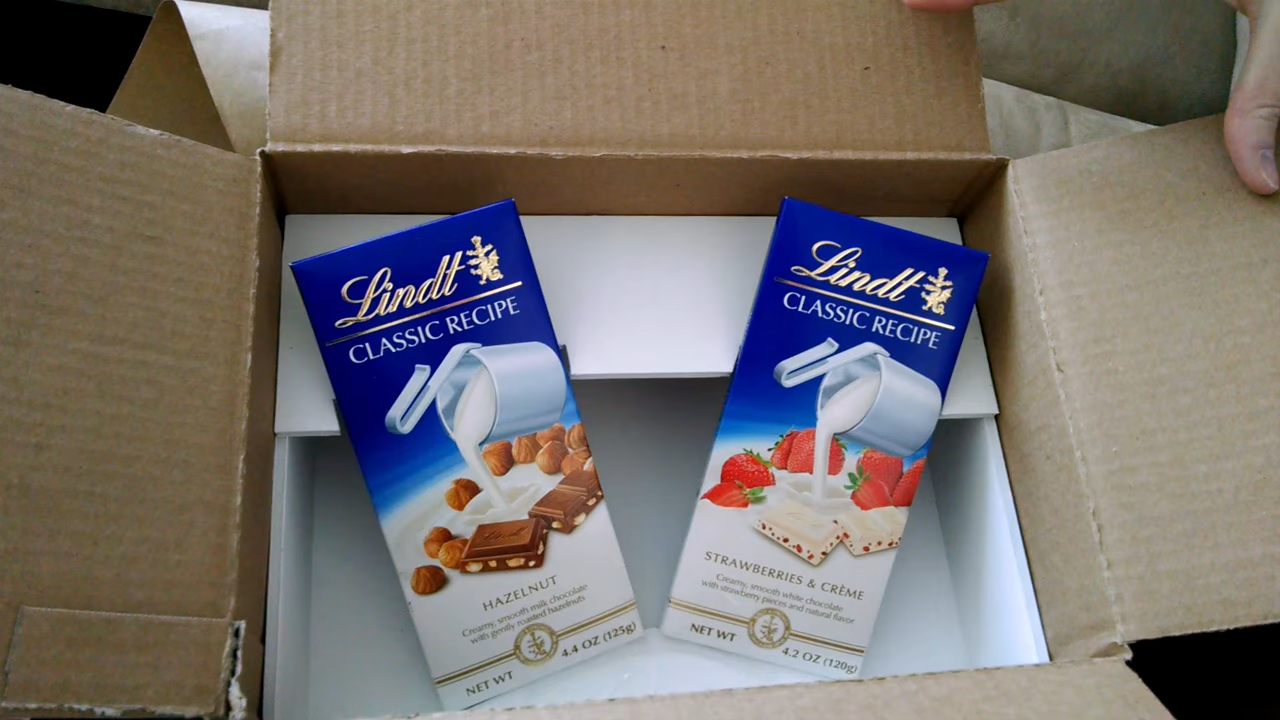 Lindt
CLASSIC RECIPE
Lindt
HAZELNUT
Creamy, smooth milk chocolate
with gently roasted hazelnuts
NET WT
4.4 OZ (125g)
Lindt
CLASSIC RECIPE
STRAWBERRIES & CRÈME
Creamy, smooth white chocolate
with strawberry pieces and natural flavor
NET WT
4.2 OZ (120g)